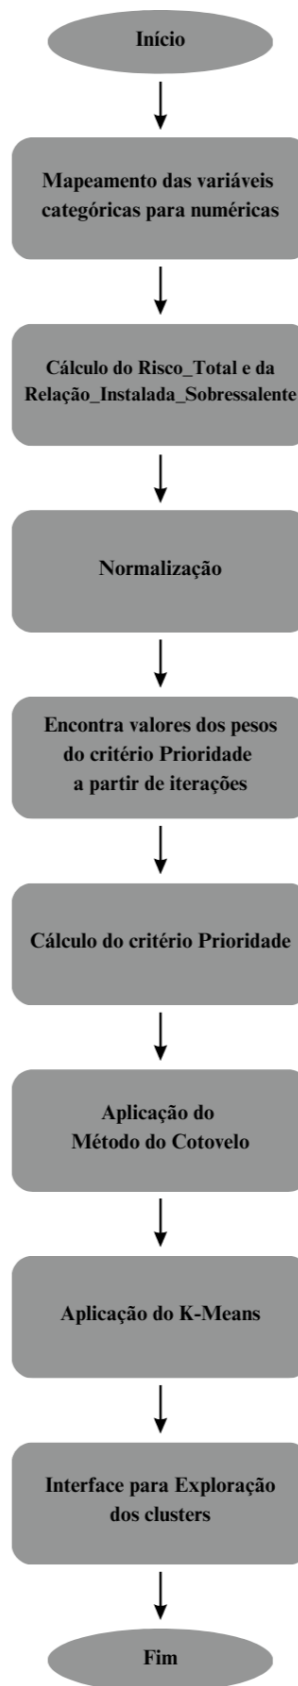 Início
Mapeamento das variáveis
categóricas para numéricas
Cálculo do Risco_Total e da
Relação_Instalada_Sobressalente
Normalização
Encontra valores dos pesos
do critério Prioridade
a partir de iterações
Cálculo do critério Prioridade
Aplicação do
Método do Cotovelo
Aplicação do K-Means
Interface para Exploração
dos clusters
Fim